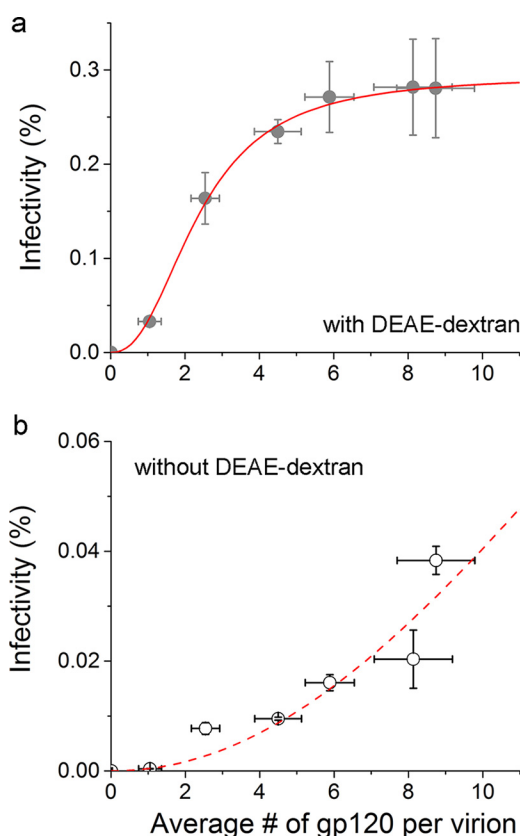 a
Infectivity (%)
0.3
0.2
0.1
0.0
with DEAE-dextran
0 2 4 6 8 10
b
Infectivity (%)
0.06
without DEAE-dextran
0.04
0.02
0.00
0 2 4 6 8 10
Average # of gp120 per virion